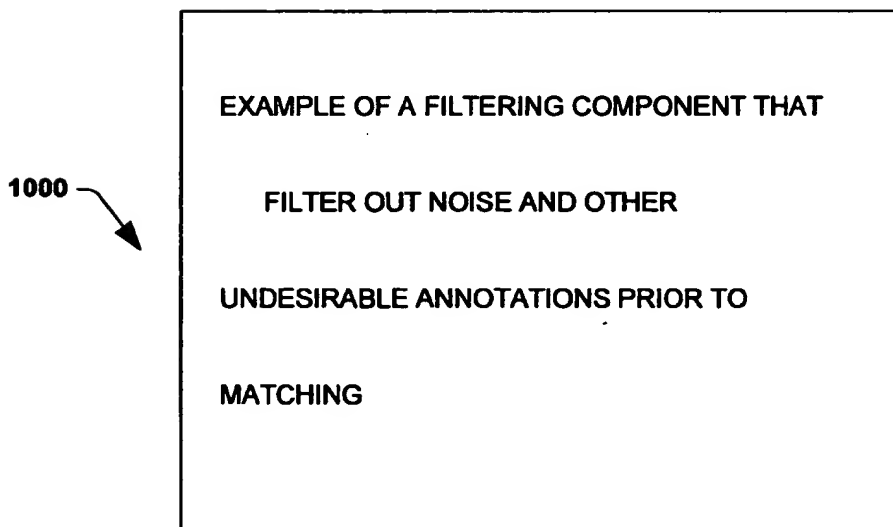 EXAMPLE OF A FILTERING COMPONENT THAT
1000
FILTER OUT NOISE AND OTHER
UNDESIRABLE ANNOTATIONS PRIOR TO
MATCHING